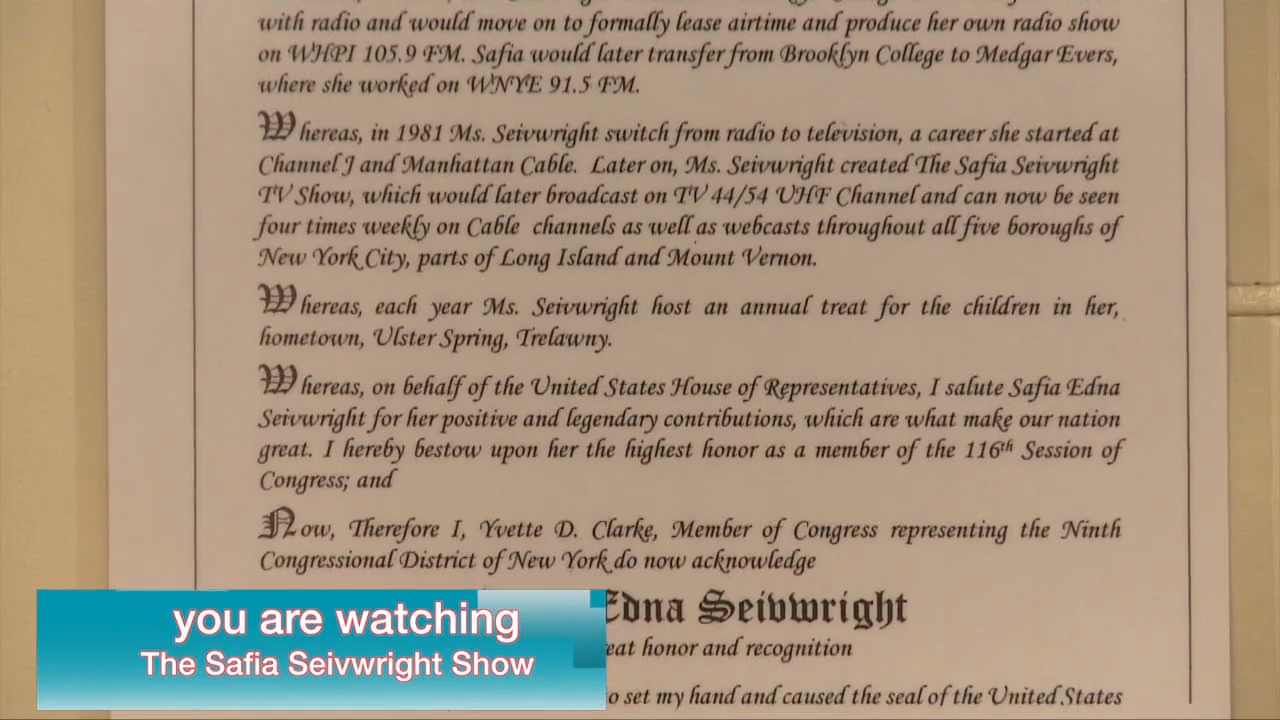 with radio and would move on to formally lease airtime and produce her own radio show
on WHPI 105.9 FM. Safia would later transfer from Brooklyn College to Medgar Evers,
where she worked on WNYE 91.5 FM.
Whereas, in 1981 Ms. Seivwright switch from radio to television, a career she started at
Channel J and Manhattan Cable. Later on, Ms. Seivwright created The Safia Seivwright
TV Show, which would later broadcast on TV 44/54 UHF Channel and can now be seen
four times weekly on Cable channels as well as webcasts throughout all five boroughs of
New York City, parts of Long Island and Mount Vernon.
Whereas, each year Ms. Seivwright host an annual treat for the children in her,
hometown, Ulster Spring, Trelawny.
Whereas, on behalf of the United States House of Representatives, I salute Safia Edna
Seivwright for her positive and legendary contributions, which are what make our nation
great. I hereby bestow upon her the highest honor as a member of the 116th Session of
Congress; and
Now, Therefore I, Yvette D. Clarke, Member of Congress representing the Ninth
Congressional District of New York do now acknowledge
Edna Seivwright
honor and recognition
set my hand and caused the seal of the United States
you are watching
The Safia Seivwright Show